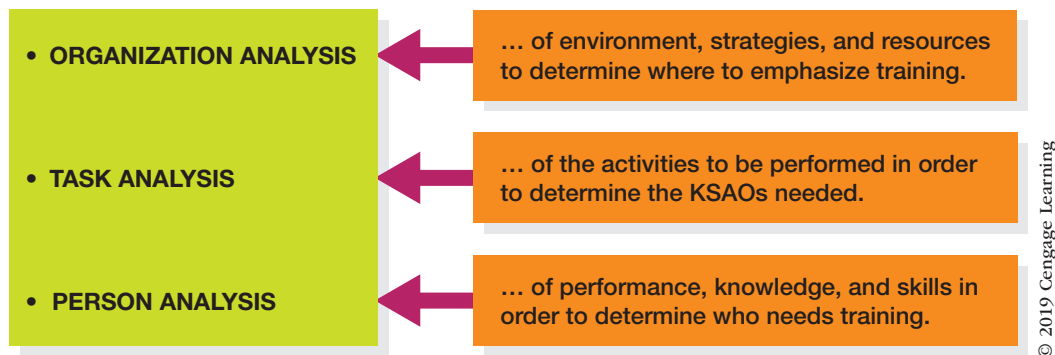 • ORGANIZATION ANALYSIS
… of environment, strategies, and resources
to determine where to emphasize training.
• TASK ANALYSIS
… of the activities to be performed in order
to determine the KSAOs needed.
• PERSON ANALYSIS
… of performance, knowledge, and skills in
order to determine who needs training.
© 2019 Cengage Learning